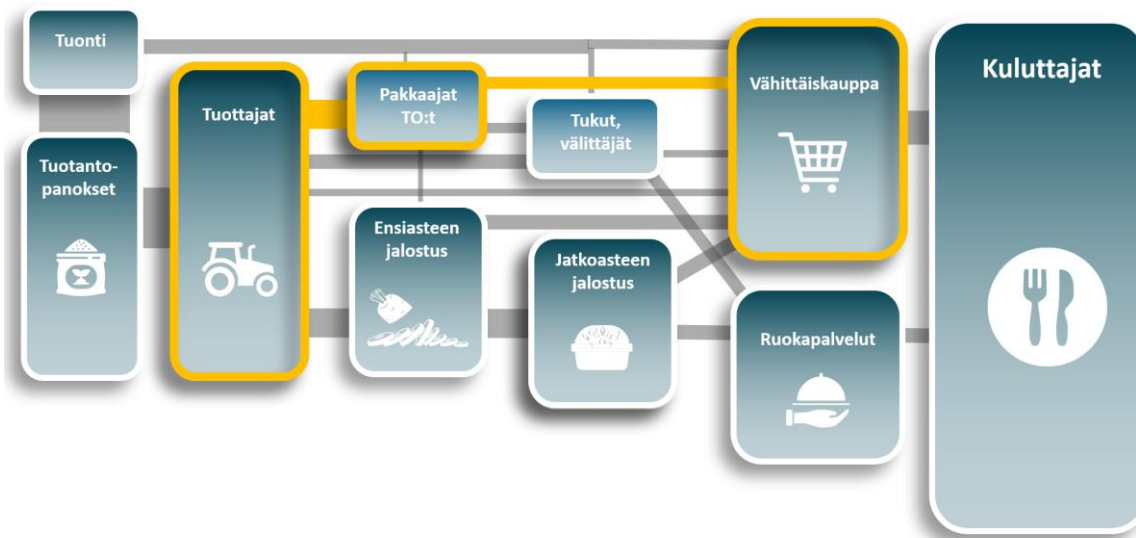 Tuonti
Tuotanto-
panokset
Tuottajat
Pakkaajat
TO:t
Ensiasteen
jalostus
Tukut,
välittäjät
Jatkoasteen
jalostus
Vähittäiskauppa
Ruokapalvelut
Kuluttajat